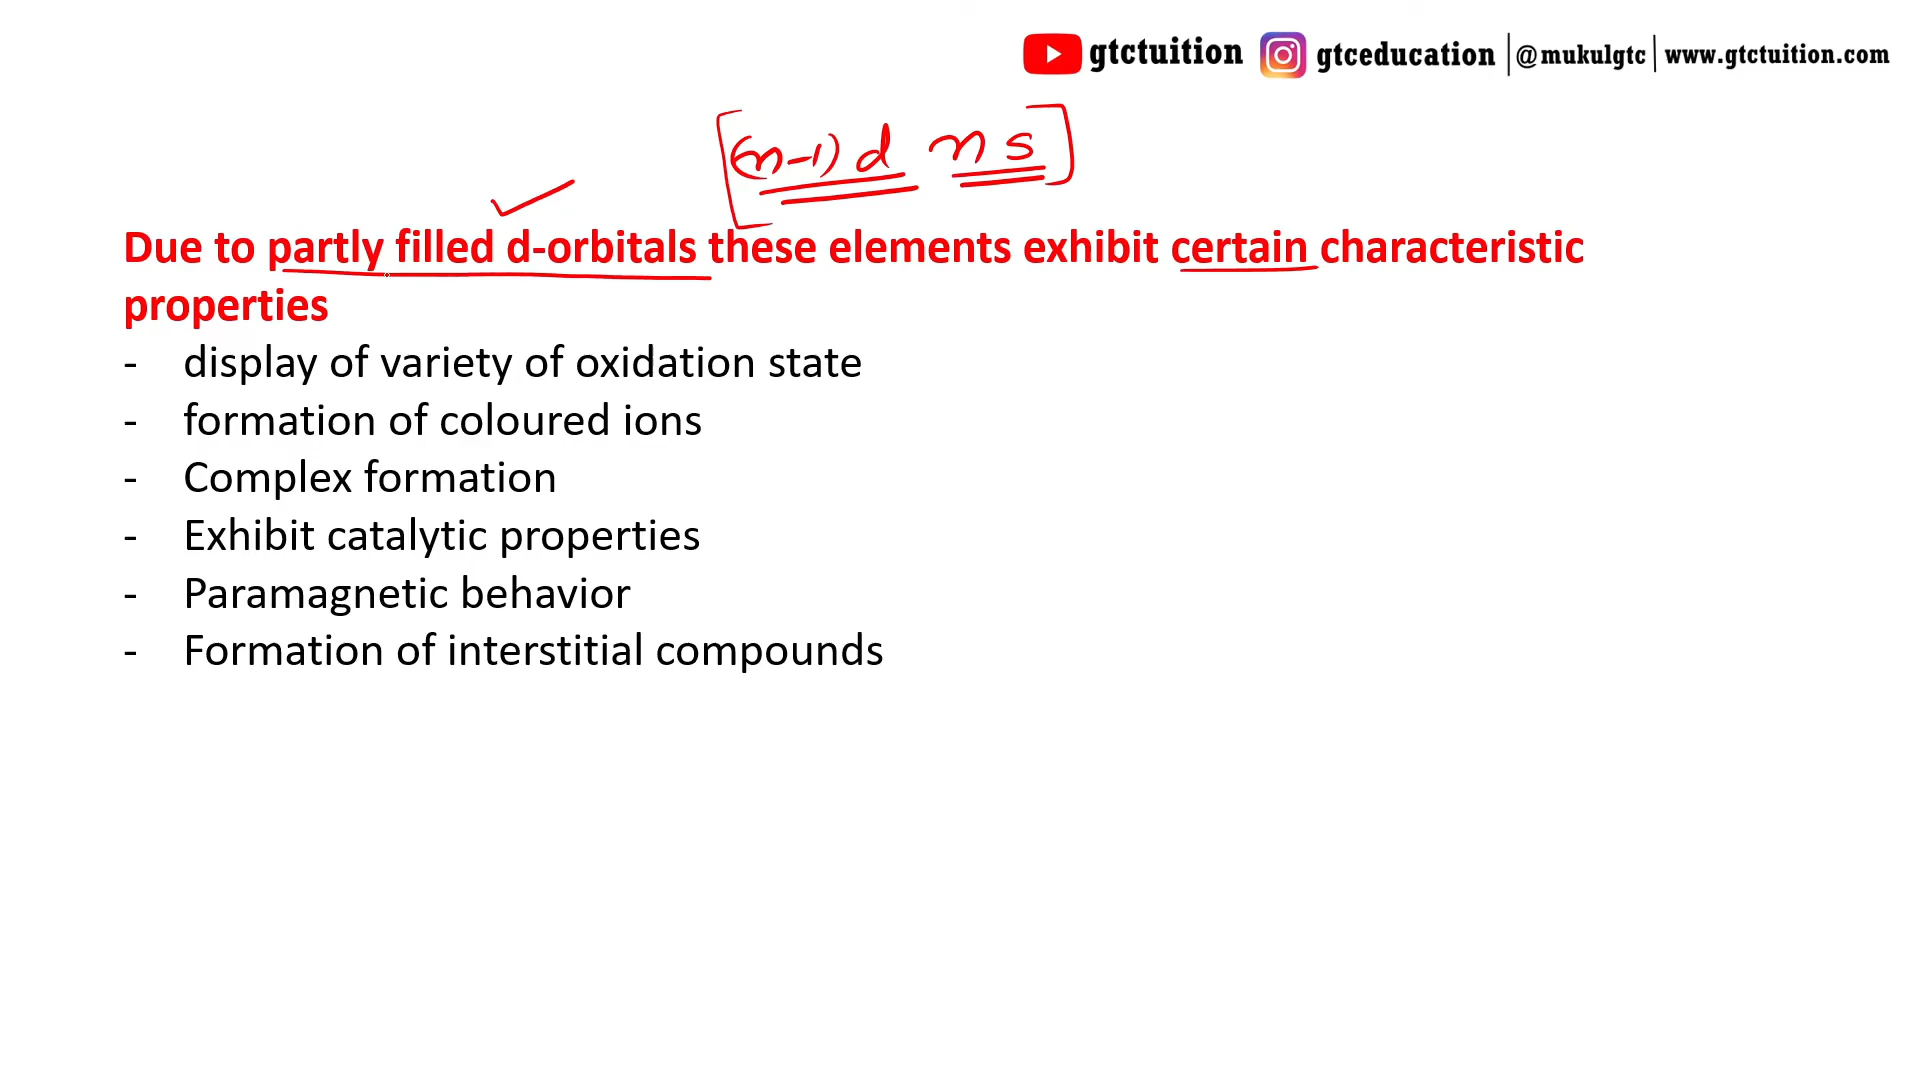 gtctuition gtceducation @mukulgtc www.gtctuition.com
[(n-1) d ns]
Due to partly filled d-orbitals these elements exhibit certain characteristic
properties
- display of variety of oxidation state
- formation of coloured ions
- Complex formation
- Exhibit catalytic properties
- Paramagnetic behavior
- Formation of interstitial compounds